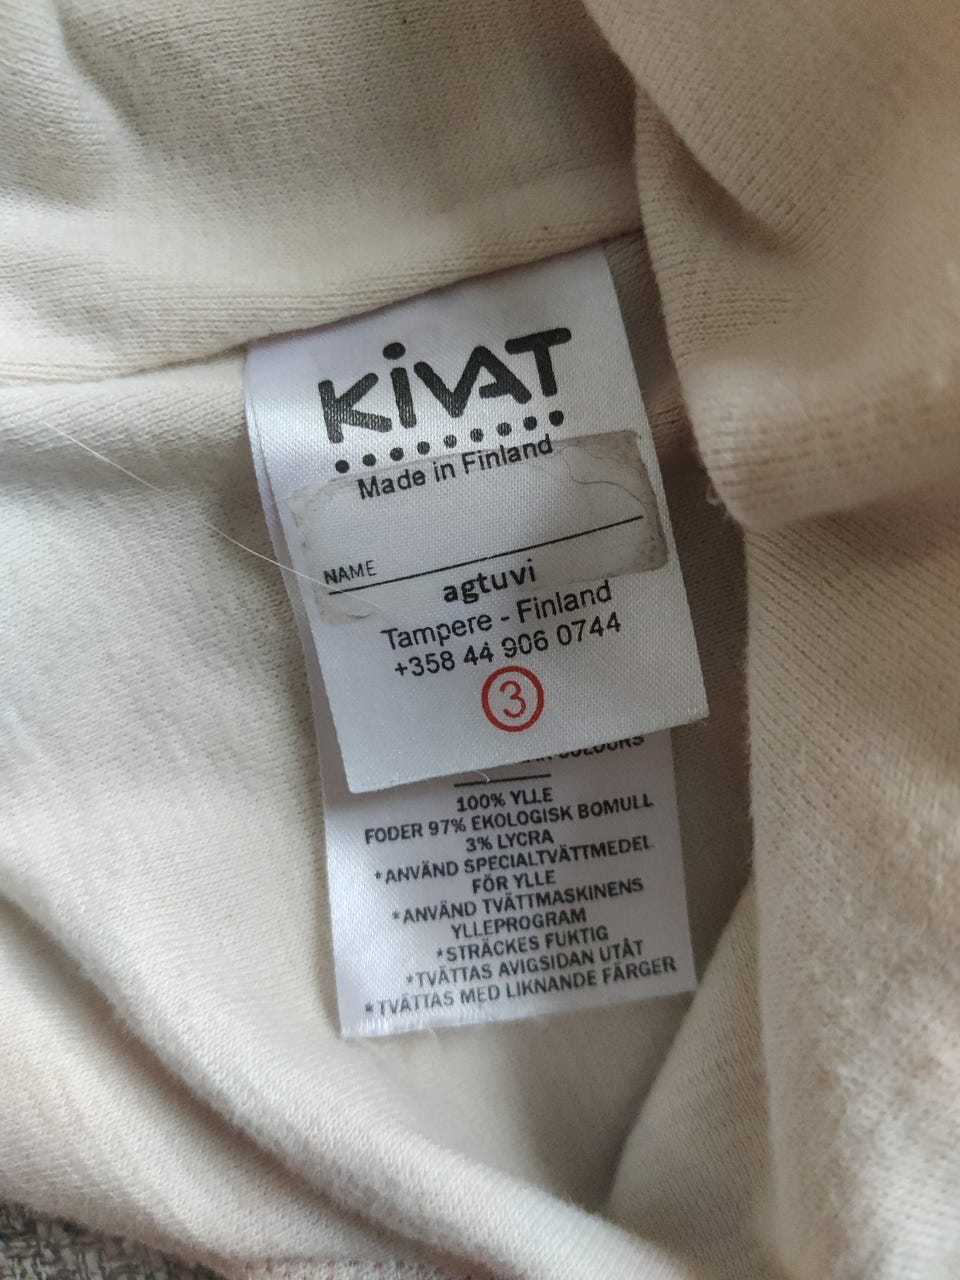 KiVAT
Made in Finland
NAME
agtuvi
Tampere - Finland
+358 44 906 0744
3
COLOURS
100% YLLE
FODER 97% EKOLOGISK BOMULL
3% LYCRA
*ANVÄND SPECIALTVÄTTMEDEL
FÖR YLLE
*ANVÄND TVÄTTMASKINENS
YLLEPROGRAM
*STRÄCKES FUKTIG
*TVÄTTAS AVIGSIDAN UTÅT
*TVÄTTAS MED LIKNANDE FÄRGER